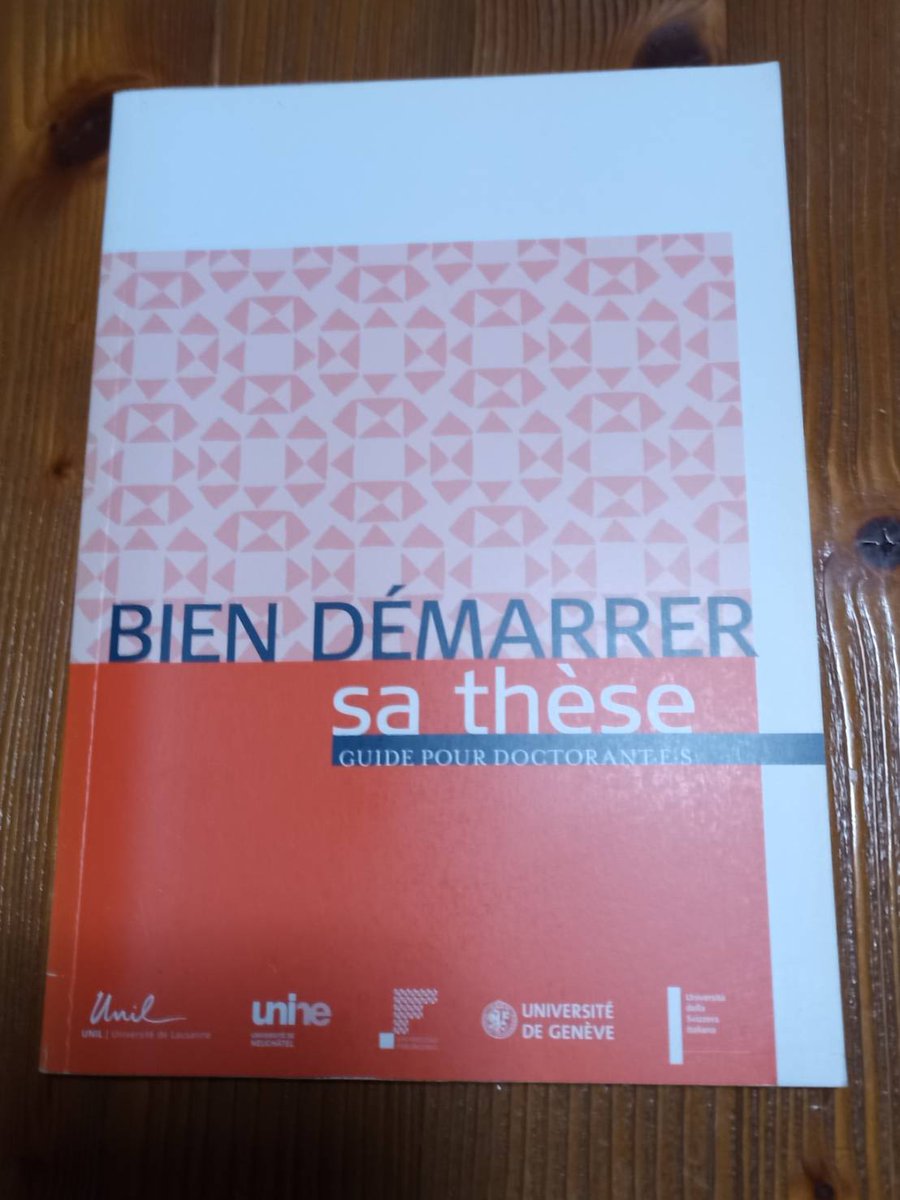 BIEN DÉMARRER
sa thèse
GUIDE POUR DOCTORANT·E·S
Unil
UNIL | Université de Lausanne
unine
UNIVERSITÉ DE
NEUCHÂTEL
UNIVERSITÉ
DE GENÈVE
Università
della
Svizzera
italiana